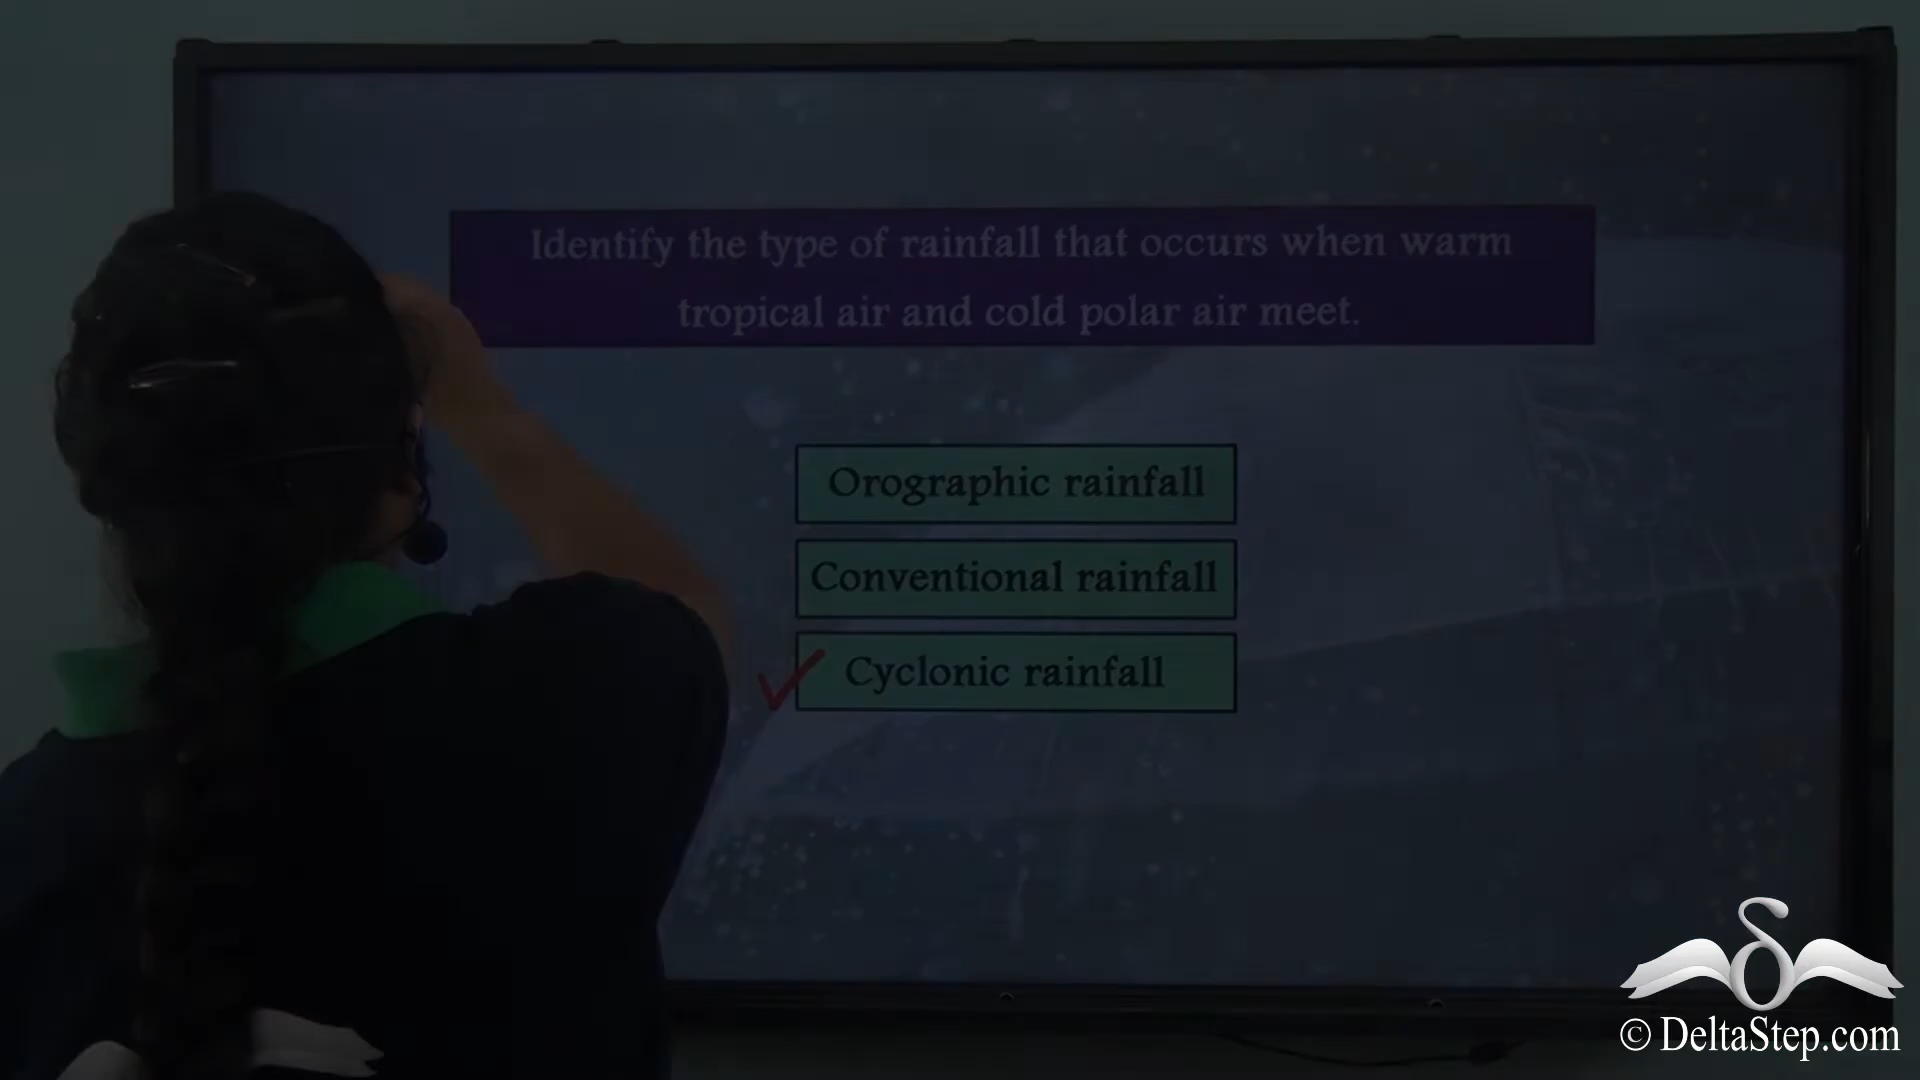 Identify the type of rainfall that occurs when warm
tropical air and cold polar air meet.
Orographic rainfall
Conventional rainfall
Cyclonic rainfall
© DeltaStep.com